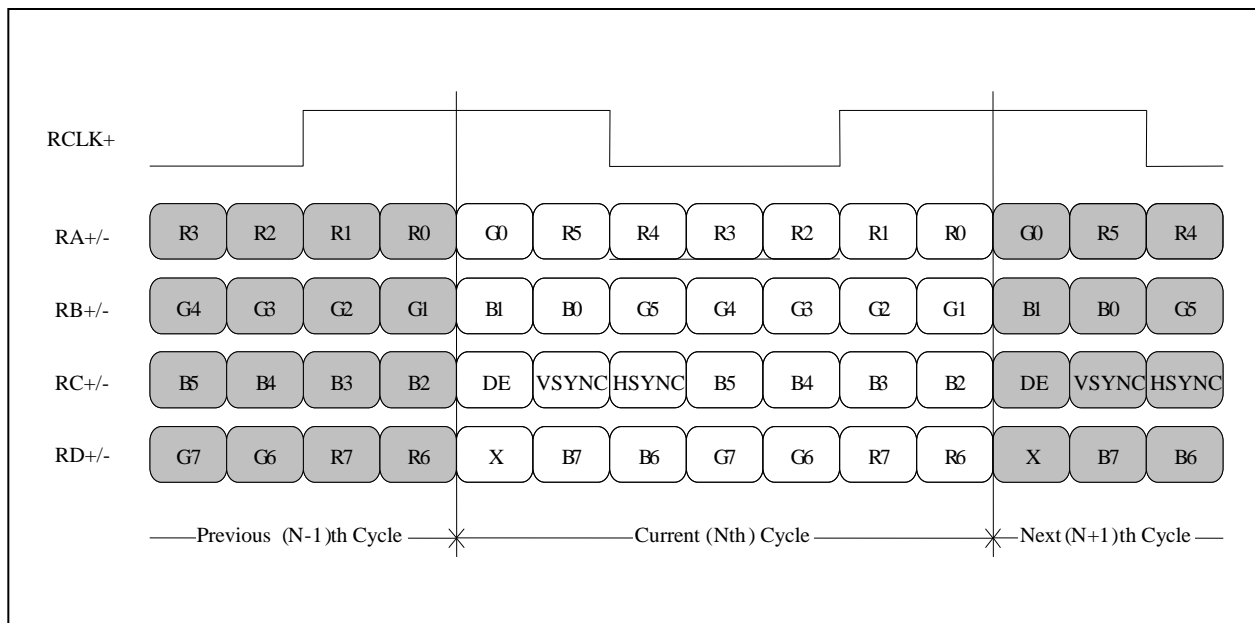 RCLK+
RA+/- R3 R2 R1 R0 G0 R5 R4 R3 R2 R1 R0 G0 R5 R4
RB+/- G4 G3 G2 G1 B1 B0 G5 G4 G3 G2 G1 B1 B0 G5
RC+/- B5 B4 B3 B2 DE VSYNC HSYNC B5 B4 B3 B2 DE VSYNC HSYNC
RD+/- G7 G6 R7 R6 X B7 B6 G7 G6 R7 R6 X B7 B6
Previous (N-1)th Cycle Current (Nth) Cycle Next (N+1)th Cycle